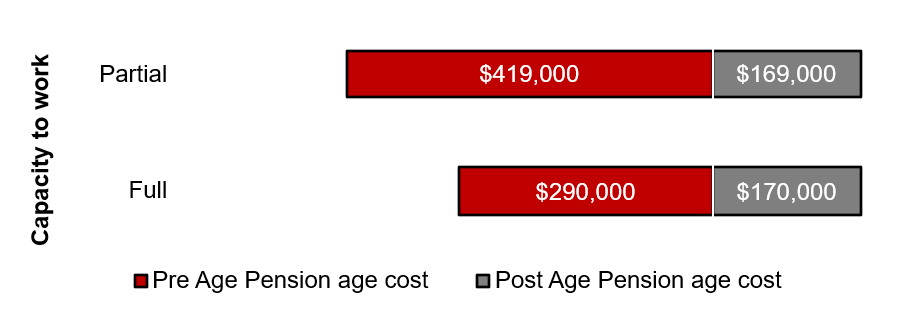 Capacity to work
Partial
$419,000 $169,000
Full
$290,000 $170,000
Pre Age Pension age cost Post Age Pension age cost